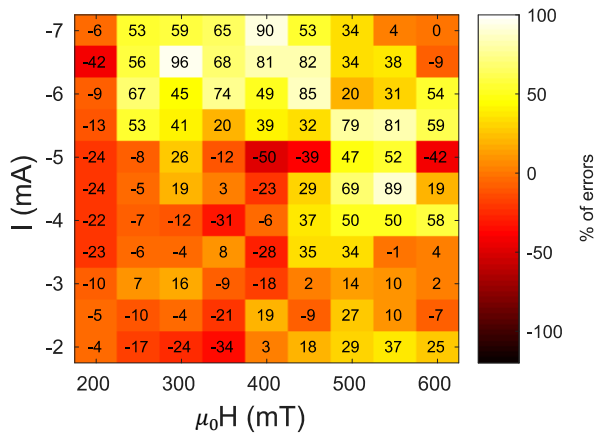 -7 -6 53 59 65 90 53 34 4 0 100
-42 56 96 68 81 82 34 38 -9
-6 -9 67 45 74 49 85 20 31 54 50
-13 53 41 20 39 32 79 81 59
-5 -24 -8 26 -12 -50 -39 47 52 -42 0
-24 -5 19 3 -23 29 69 89 19
-4 -22 -7 -12 -31 -6 37 50 50 58
-23 -6 -4 8 -28 35 34 -1 4 -50
-3 -10 7 16 -9 -18 2 14 10 2
-5 -10 -4 -21 19 -9 27 10 -7 -100
-2 -4 -17 -24 -34 3 18 29 37 25
200 300 400 500 600
I (mA)
μ₀H (mT)
% of errors